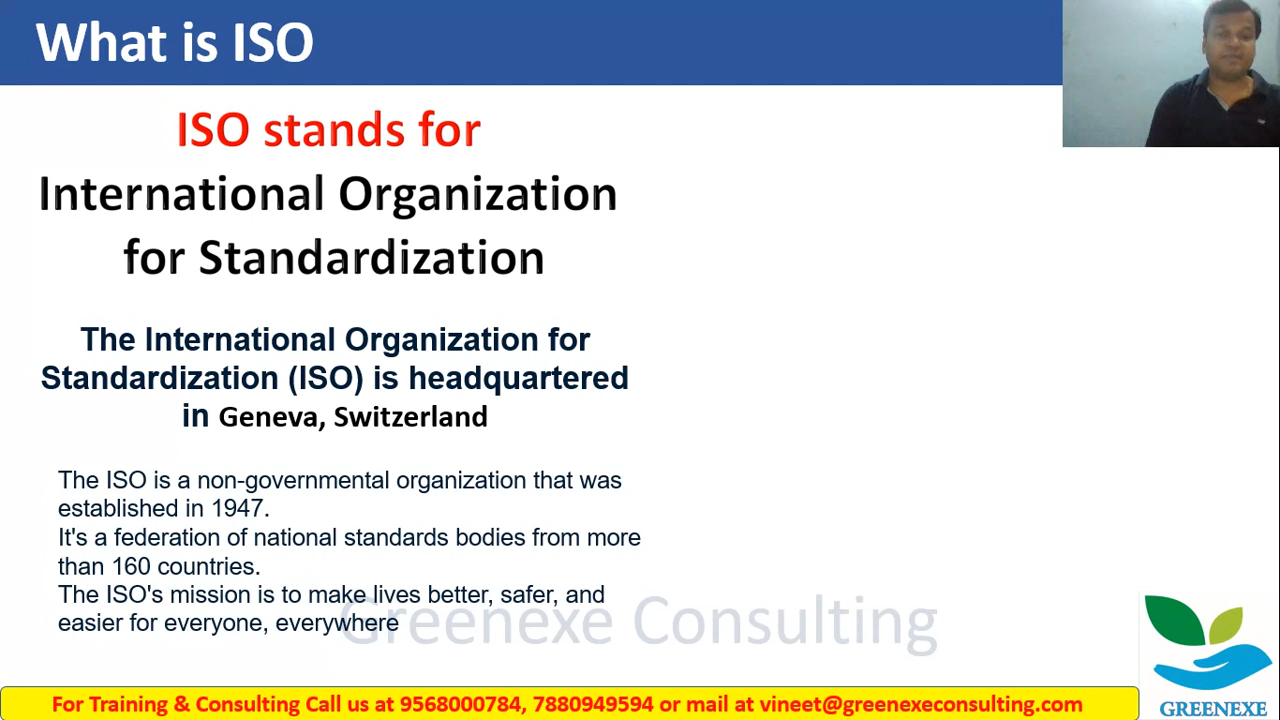 What is ISO
ISO stands for
International Organization
for Standardization
The International Organization for
Standardization (ISO) is headquartered
in Geneva, Switzerland
The ISO is a non-governmental organization that was
established in 1947.
It's a federation of national standards bodies from more
than 160 countries.
The ISO's mission is to make lives better, safer, and
easier for everyone, everywhere
Greenexe Consulting
For Training & Consulting Call us at 9568000784, 7880949594 or mail at vineet@greenexeconsulting.com
GREENEXE